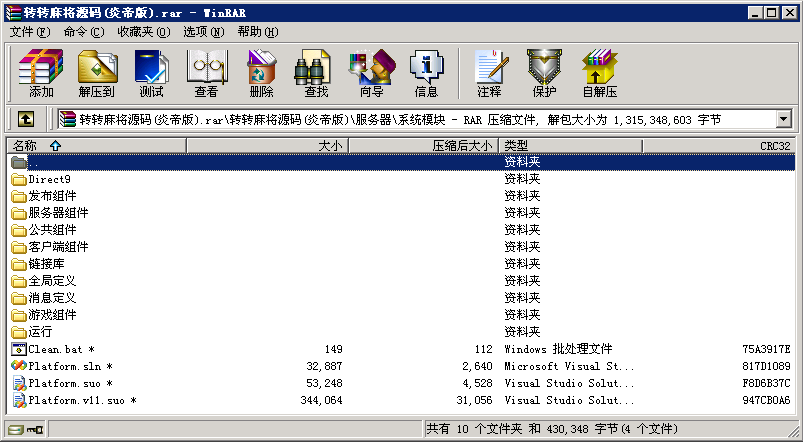 转转麻将源码(炎帝版).rar - WinRAR
文件(F) 命令(C) 收藏夹(O) 选项(N) 帮助(H)
添加 解压到 测试 查看 删除 查找 向导 信息 注释 保护 自解压
转转麻将源码(炎帝版).rar\转转麻将源码(炎帝版)\服务器\系统模块 - RAR 压缩文件, 解包大小为 1,315,348,603 字节
名称 大小 压缩后大小 类型 CRC32
.. 资料夹
Direct9 资料夹
发布组件 资料夹
服务器组件 资料夹
公共组件 资料夹
客户端组件 资料夹
链接库 资料夹
全局定义 资料夹
消息定义 资料夹
游戏组件 资料夹
运行 资料夹
Clean.bat * 149 112 Windows 批处理文件 75A3917E
Platform.sln * 32,887 2,640 Microsoft Visual St... 817D1089
Platform.suo * 53,248 4,528 Visual Studio Solut... F8D6B37C
Platform.v11.suo * 344,064 31,056 Visual Studio Solut... 947CB0A6
共有 10 个文件夹 和 430,348 字节(4 个文件)